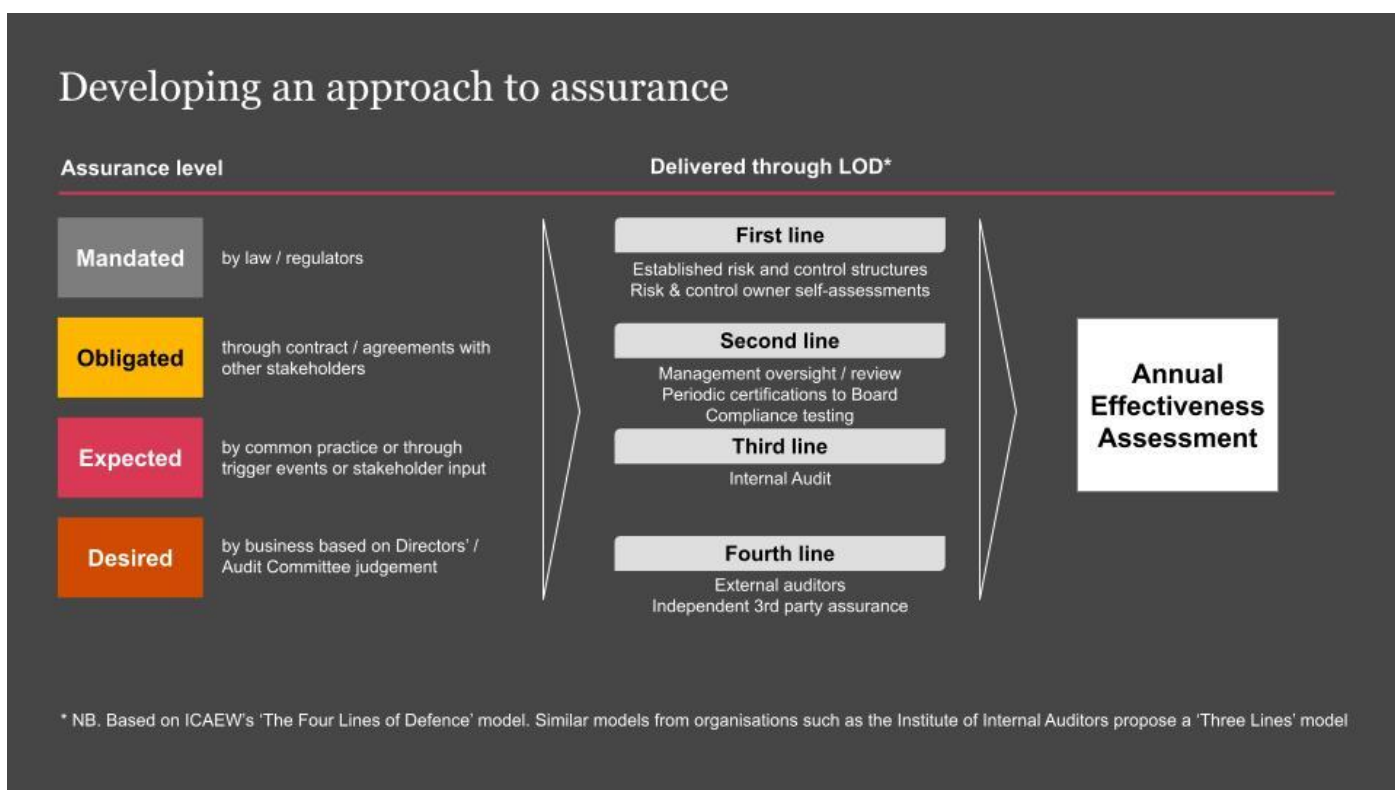 Developing an approach to assurance
Assurance level
Delivered through LOD*
Mandated
by law / regulators
Obligated
through contract / agreements with
other stakeholders
Expected
by common practice or through
trigger events or stakeholder input
Desired
by business based on Directors’ /
Audit Committee judgement
First line
Established risk and control structures
Risk & control owner self-assessments
Second line
Management oversight / review
Periodic certifications to Board
Compliance testing
Third line
Internal Audit
Fourth line
External auditors
Independent 3rd party assurance
Annual
Effectiveness
Assessment
* NB. Based on ICAEW’s ‘The Four Lines of Defence’ model. Similar models from organisations such as the Institute of Internal Auditors propose a ‘Three Lines’ model